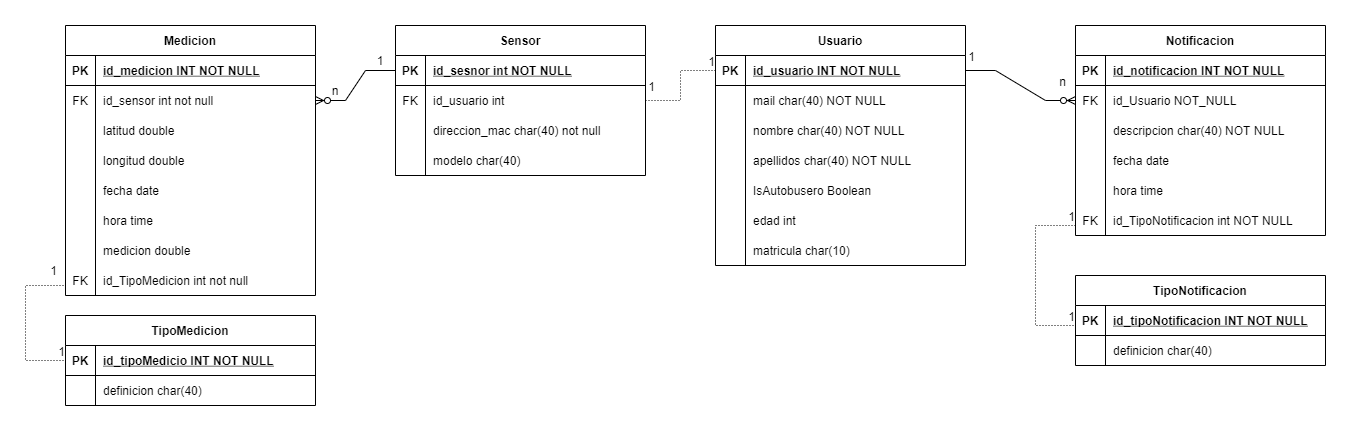 Medicion
PK id_medicion INT NOT NULL
FK id_sensor int not null
latitud double
longitud double
fecha date
hora time
medicion double
FK id_TipoMedicion int not null
1
1
TipoMedicion
PK id_tipoMedicio INT NOT NULL
definicion char(40)
n
1
Sensor
PK id_sesnor int NOT NULL
FK id_usuario int
direccion_mac char(40) not null
modelo char(40)
1
1
Usuario
PK id_usuario INT NOT NULL
mail char(40) NOT NULL
nombre char(40) NOT NULL
apellidos char(40) NOT NULL
IsAutobusero Boolean
edad int
matricula char(10)
1
n
Notificacion
PK id_notificacion INT NOT NULL
FK id_Usuario NOT_NULL
descripcion char(40) NOT NULL
fecha date
hora time
FK id_TipoNotificacion int NOT NULL
1
1
TipoNotificacion
PK id_tipoNotificacion INT NOT NULL
definicion char(40)